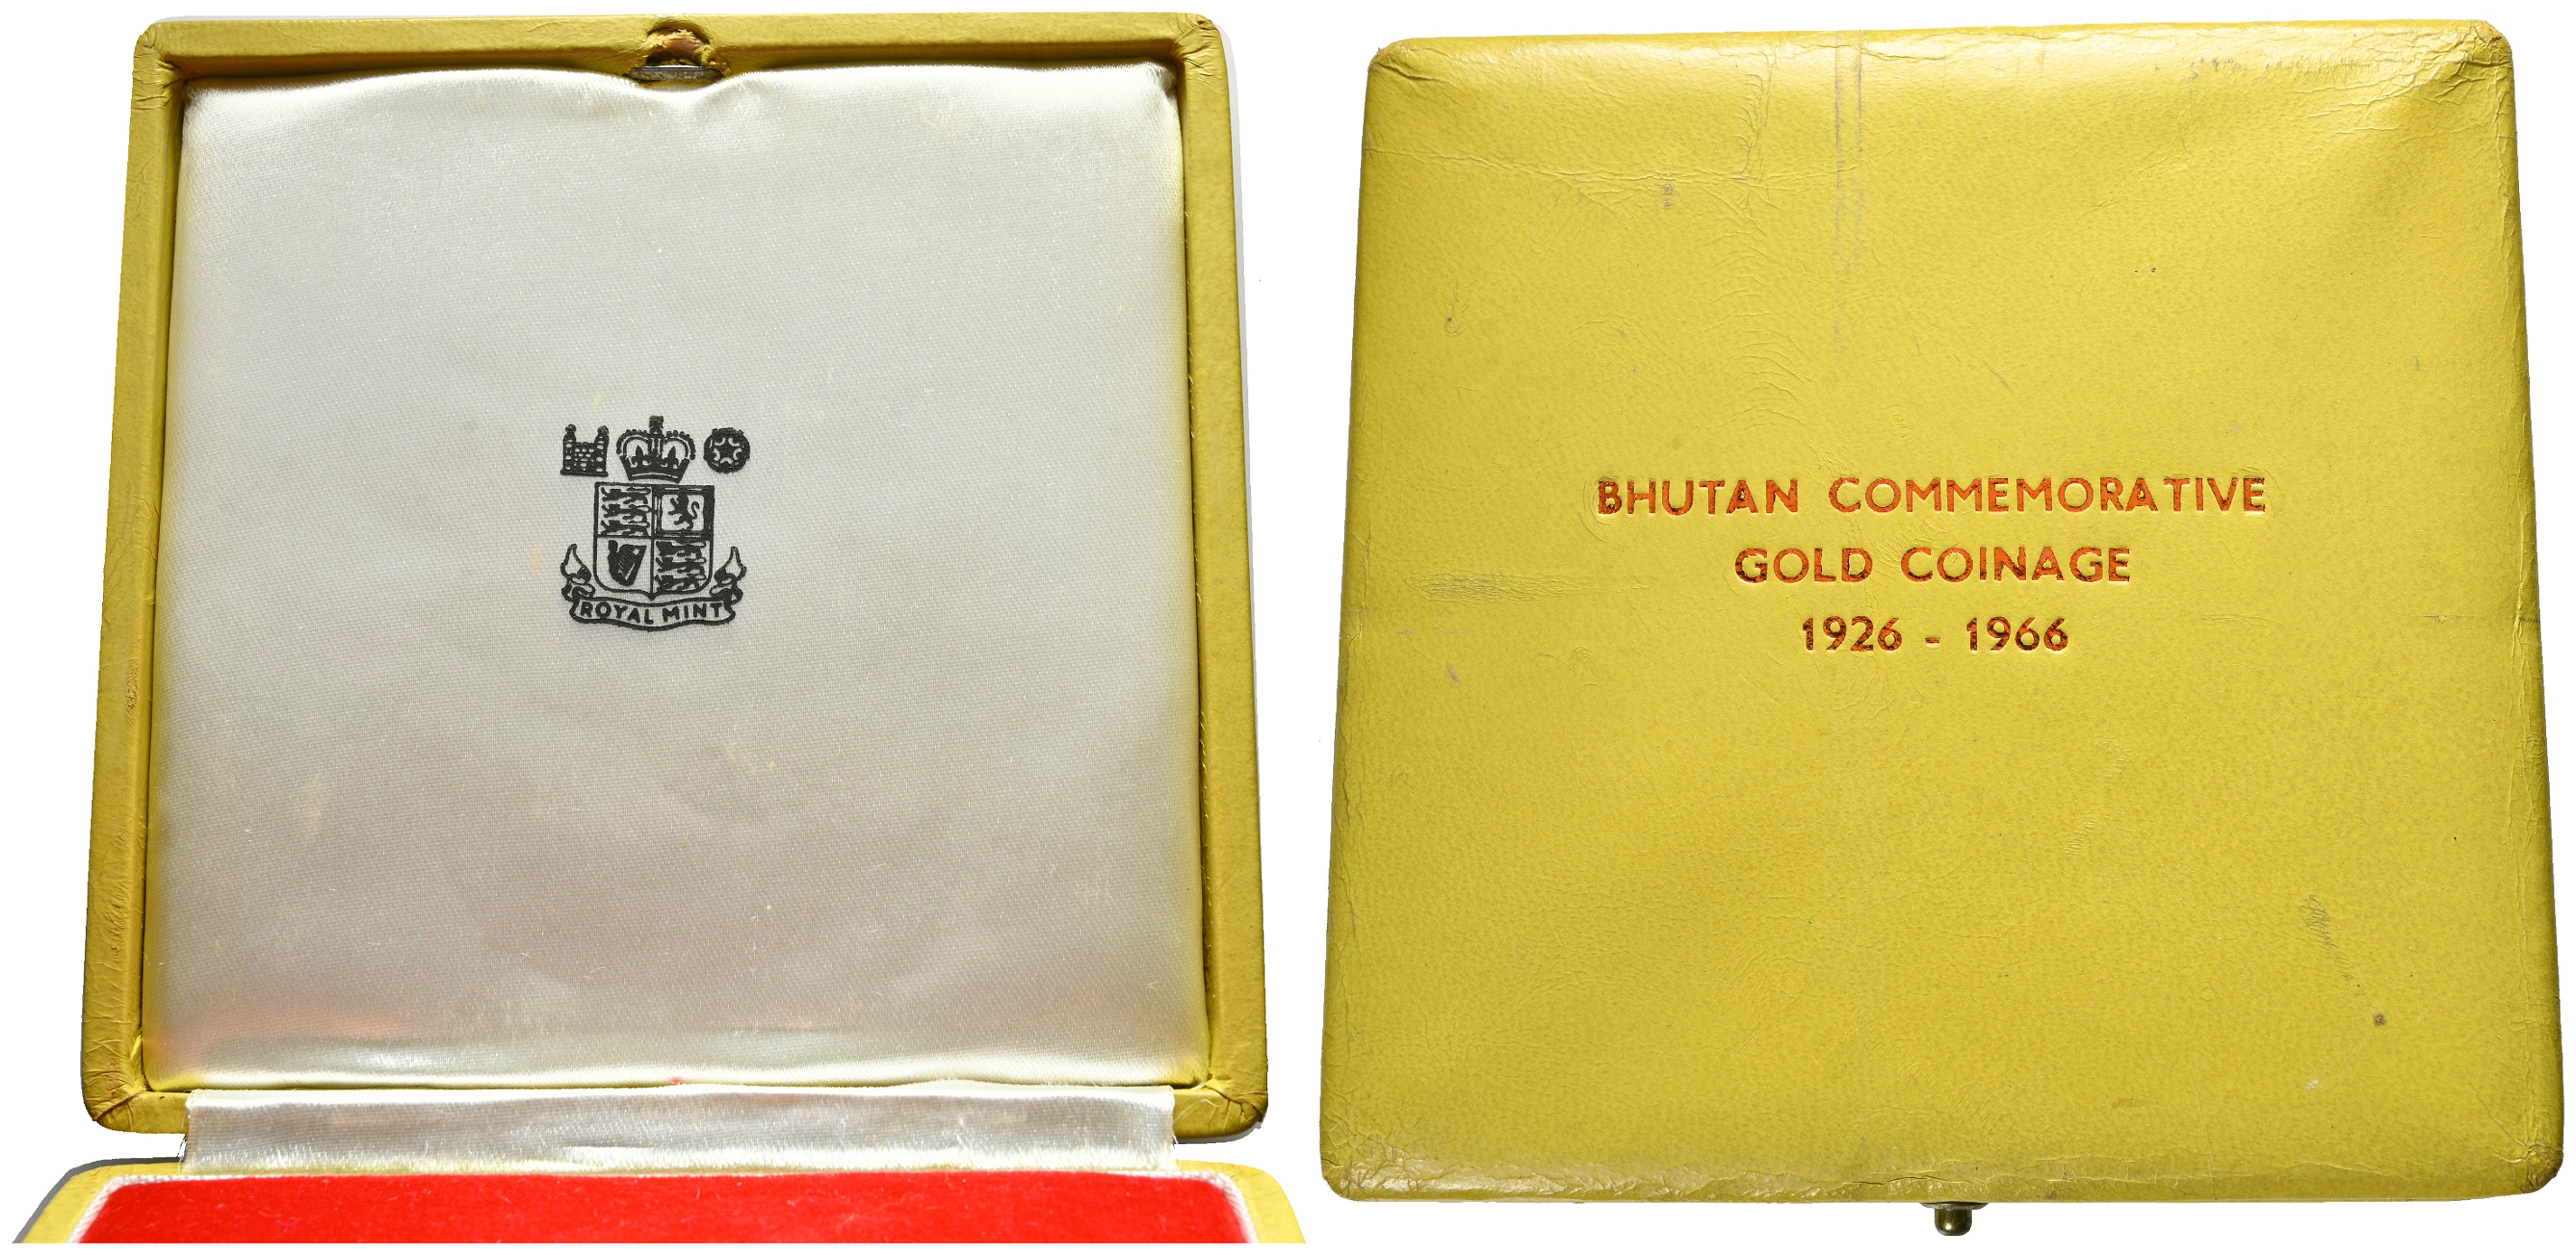 ROYAL MINT
BHUTAN COMMEMORATIVE
GOLD COINAGE
1926 - 1966